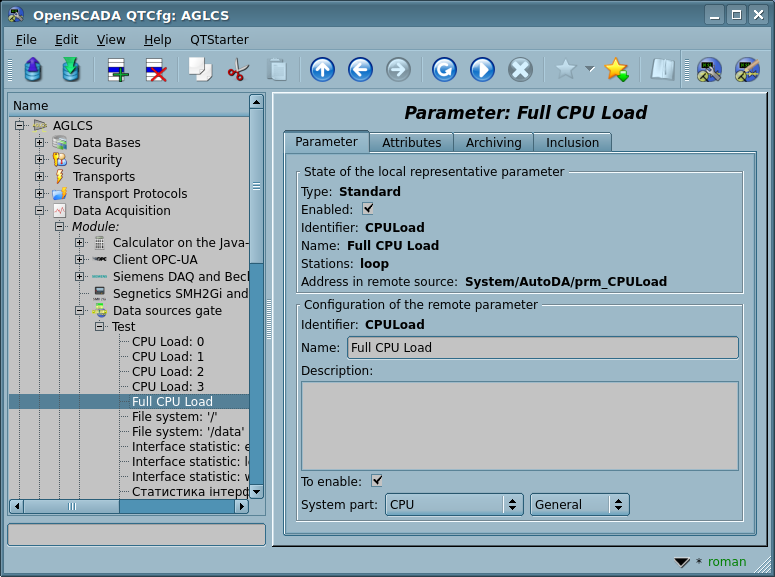 OpenSCADA QTCfg: AGLCS
File Edit View Help QTStarter
Name
AGLCS
Data Bases
Security
Transports
Transport Protocols
Data Acquisition
Module:
Calculator on the Java-
Client OPC-UA
Siemens DAQ and Beck
Segnetics SMH2Gi and
Data sources gate
Test
CPU Load: 0
CPU Load: 1
CPU Load: 2
CPU Load: 3
Full CPU Load
File system: '/'
File system: '/data'
Interface statistic: e
Interface statistic: l
Interface statistic: w
Статистика інтерф
Parameter: Full CPU Load
Parameter Attributes Archiving Inclusion
State of the local representative parameter
Type: Standard
Enabled:
Identifier: CPULoad
Name: Full CPU Load
Stations: loop
Address in remote source: System/AutoDA/prm_CPULoad
Configuration of the remote parameter
Identifier: CPULoad
Name: Full CPU Load
Description:
To enable:
System part: CPU General
* roman